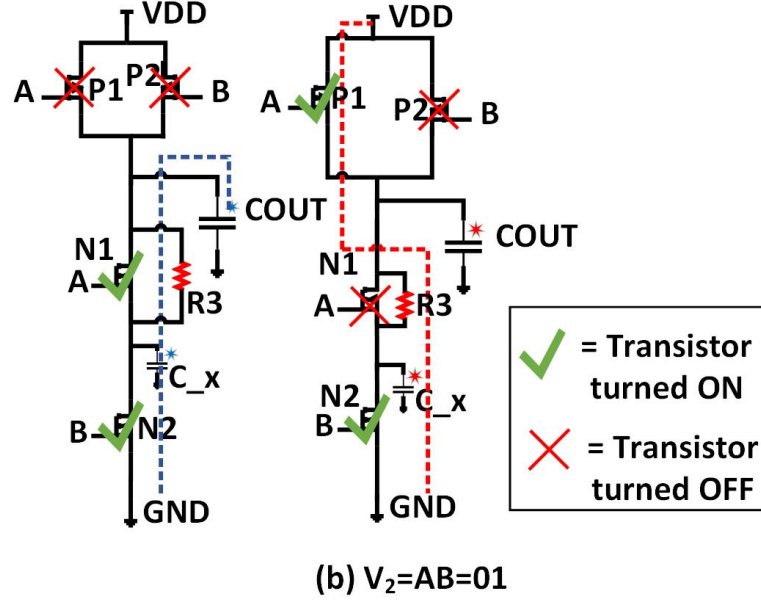 VDD
P1
P2
A
B
COUT
N1
A
R3
C_x
B
N2
GND
VDD
A
P1
P2
B
COUT
N1
A
R3
C_x
N2
B
GND
= Transistor
turned ON
= Transistor
turned OFF
(b) V₂=AB=01